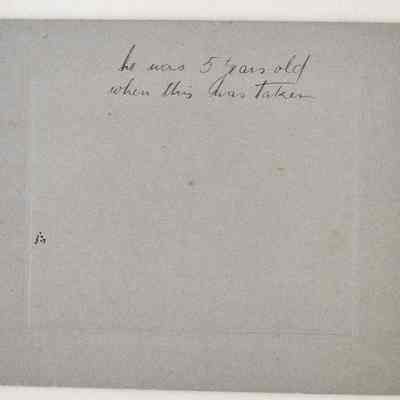 he was 5 years old
when this was taken